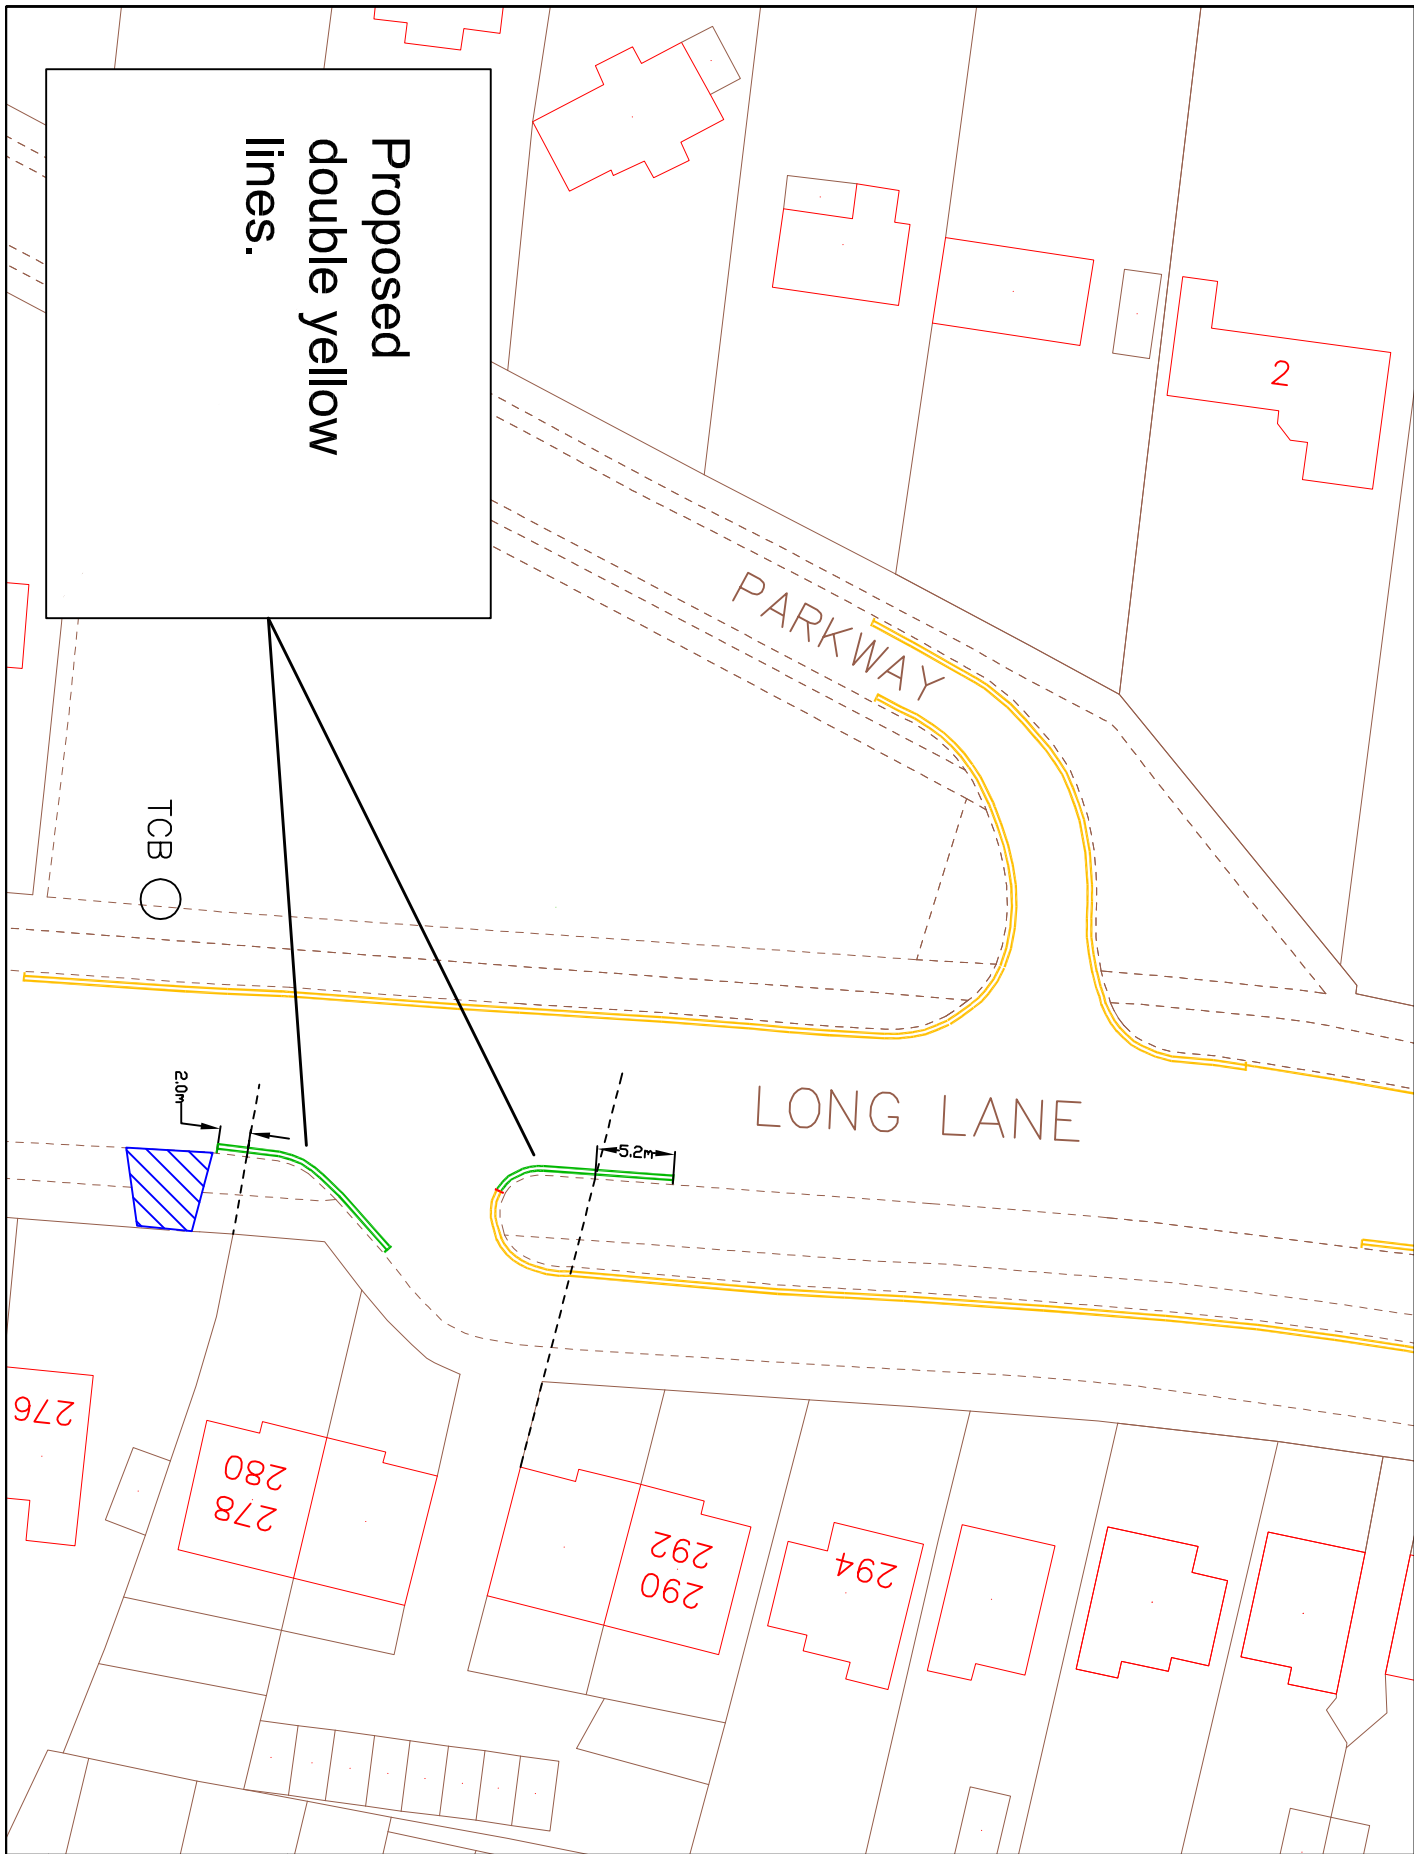 Proposed
double yellow
lines.
2
PARKWAY
TCB
LONG LANE
2.0m
5.2m
276
280
278
292
290
294